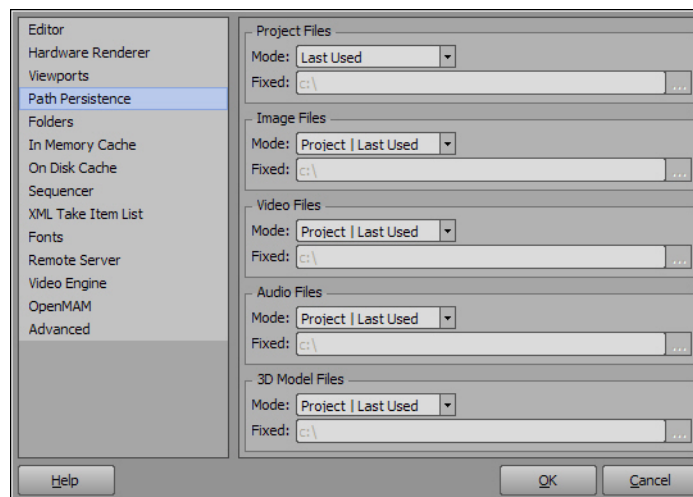 Editor
Hardware Renderer
Viewports
Path Persistence
Folders
In Memory Cache
On Disk Cache
Sequencer
XML Take Item List
Fonts
Remote Server
Video Engine
OpenMAM
Advanced
Project Files
Mode: Last Used
Fixed: c:\ ...
Image Files
Mode: Project | Last Used
Fixed: c:\ ...
Video Files
Mode: Project | Last Used
Fixed: c:\ ...
Audio Files
Mode: Project | Last Used
Fixed: c:\ ...
3D Model Files
Mode: Project | Last Used
Fixed: c:\ ...
Help OK Cancel